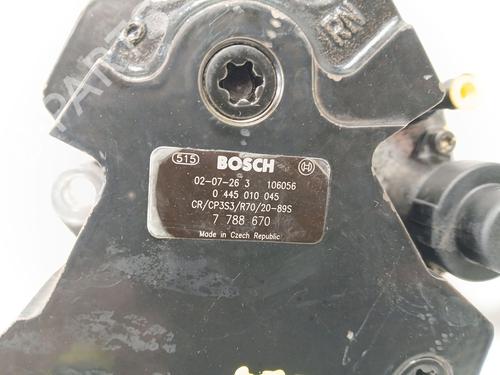 RN
515 BOSCH
02-07-26 3 106056
0 445 010 045
CR/CP3S3/R70/20-89S
7 788 670
Made in Czech Republic